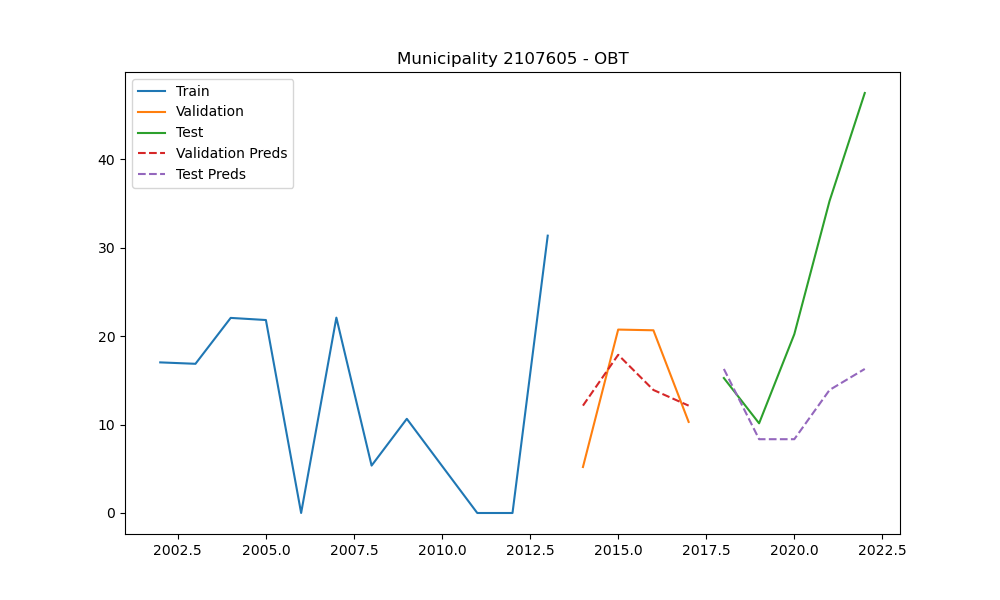 Municipality 2107605 - OBT
Train
Validation
Test
Validation Preds
Test Preds
40
30
20
10
0
2002.5 2005.0 2007.5 2010.0 2012.5 2015.0 2017.5 2020.0 2022.5